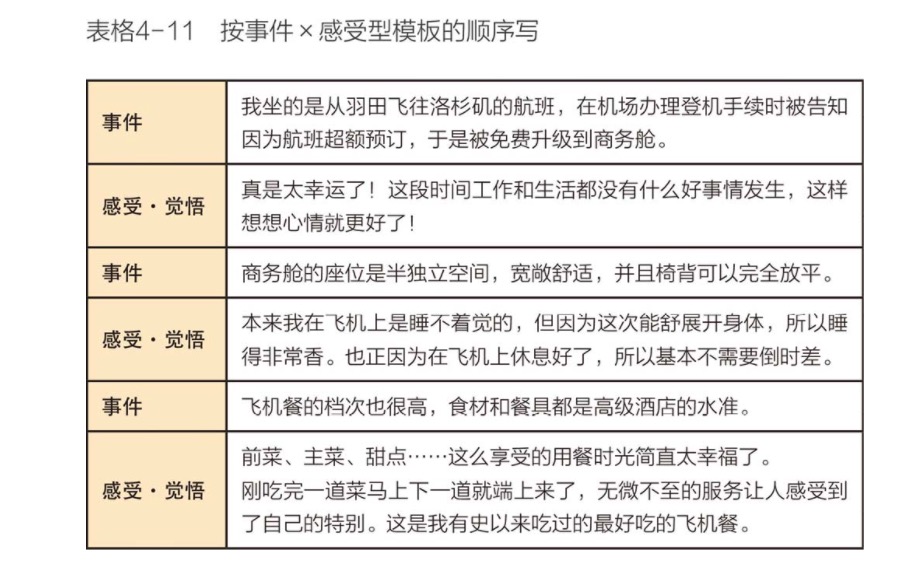 表格4-11 按事件×感受型模板的顺序写
事件
我坐的是从羽田飞往洛杉矶的航班，在机场办理登机手续时被告知
因为航班超额预订，于是被免费升级到商务舱。
感受·觉悟
真是太幸运了！这段时间工作和生活都没有什么好事情发生，这样
想想心情就更好了！
事件
商务舱的座位是半独立空间，宽敞舒适，并且椅背可以完全放平。
感受·觉悟
本来我在飞机上是睡不着觉的，但因为这次能舒展开身体，所以睡
得非常香。也正因为在飞机上休息好了，所以基本不需要倒时差。
事件
飞机餐的档次也很高，食材和餐具都是高级酒店的水准。
感受·觉悟
前菜、主菜、甜点……这么享受的用餐时光简直太幸福了。
刚吃完一道菜马上下一道就端上来了，无微不至的服务让人感受到
了自己的特别。这是我有史以来吃过的最好吃的飞机餐。